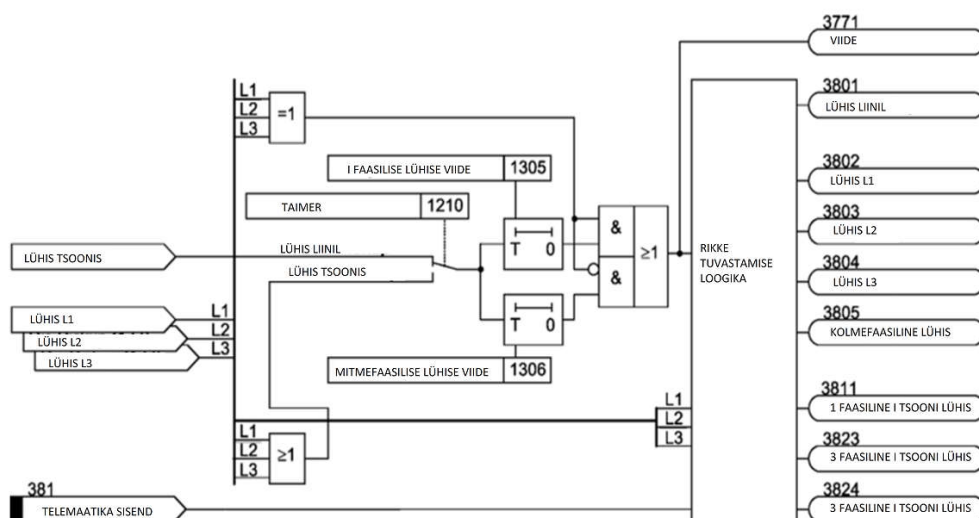 3771
VIIDE
L1
L2
L3
=1
3801
LÜHIS LIINIL
I FAASILISE LÜHISE VIIDE 1305
3802
LÜHIS L1
TAIMER 1210
3803
LÜHIS L2
T 0
&
&
≥1
LÜHIS TSOONIS
LÜHIS LIINIL
LÜHIS TSOONIS
RIKKE
TUVASTAMISE
LOOGIKA
3804
LÜHIS L3
LÜHIS L1
LÜHIS L2
LÜHIS L3
L1
L2
L3
T 0
3805
KOLMEFAASILINE LÜHIS
MITMEFAASILISE LÜHISE VIIDE 1306
L1
L2
L3
3811
1 FAASILINE I TSOONI LÜHIS
L1
L2
L3
≥1
3823
3 FAASILINE I TSOONI LÜHIS
381
TELEMAATIKA SISEND
3824
3 FAASILINE I TSOONI LÜHIS